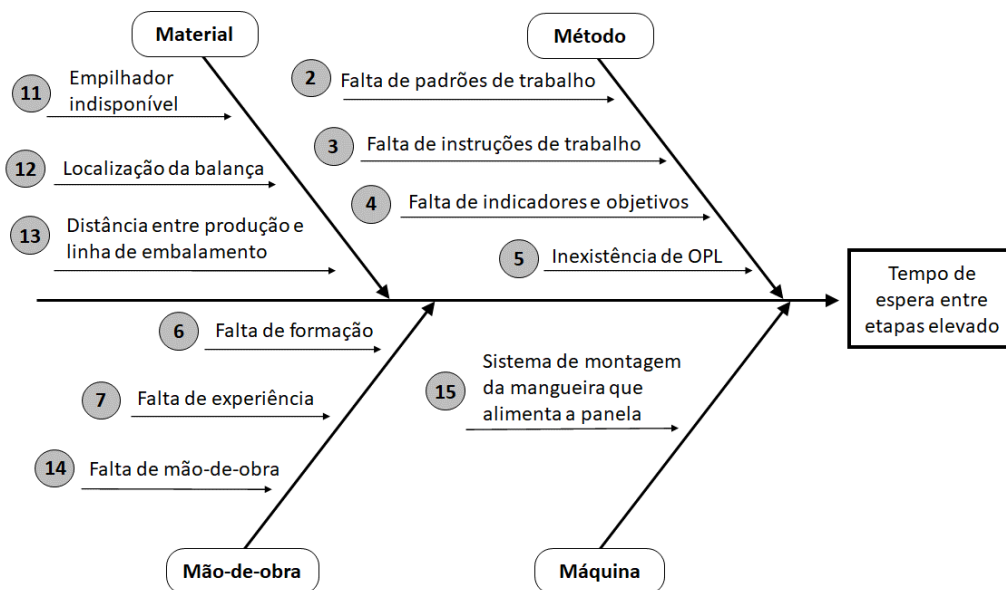 Material
11
Empilhador
indisponível
12
Localização da balança
13
Distância entre produção e
linha de embalamento
Método
2
Falta de padrões de trabalho
3
Falta de instruções de trabalho
4
Falta de indicadores e objetivos
5
Inexistência de OPL
Tempo de
espera entre
etapas elevado
6
Falta de formação
7
Falta de experiência
14
Falta de mão-de-obra
Mão-de-obra
15
Sistema de montagem
da mangueira que
alimenta a panela
Máquina